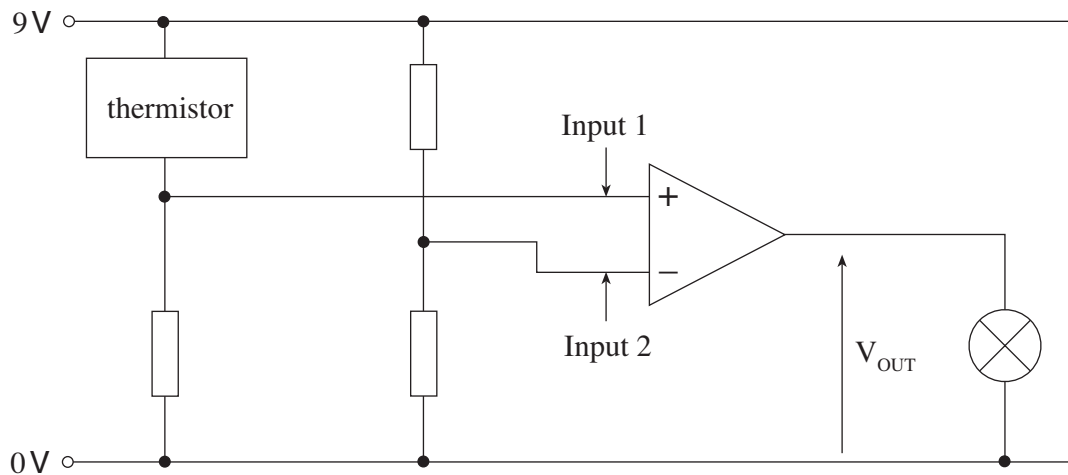 9V
thermistor
Input 1
+
−
Input 2
V_OUT
0V